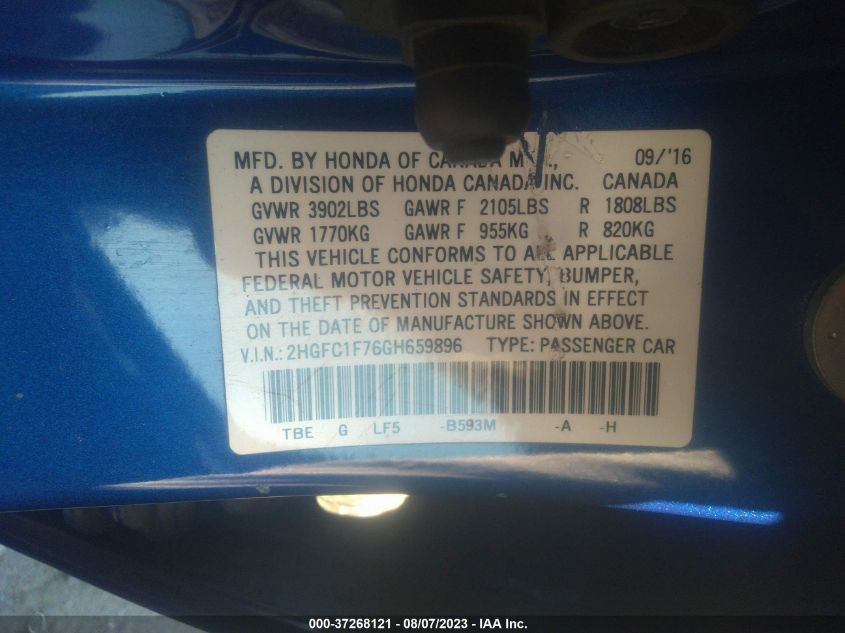 MFD. BY HONDA OF CANADA M 09/'16
A DIVISION OF HONDA CANADA INC. CANADA
GVWR 3902LBS GAWR F 2105LBS R 1808LBS
GVWR 1770KG GAWR F 955KG R 820KG
THIS VEHICLE CONFORMS TO ALL APPLICABLE
FEDERAL MOTOR VEHICLE SAFETY, BUMPER,
AND THEFT PREVENTION STANDARDS IN EFFECT
ON THE DATE OF MANUFACTURE SHOWN ABOVE.
V.I.N.: 2HGFC1F76GH659896 TYPE: PASSENGER CAR
TBE G LF5 -B593M -A -H
000-37268121 - 08/07/2023 - IAA Inc.